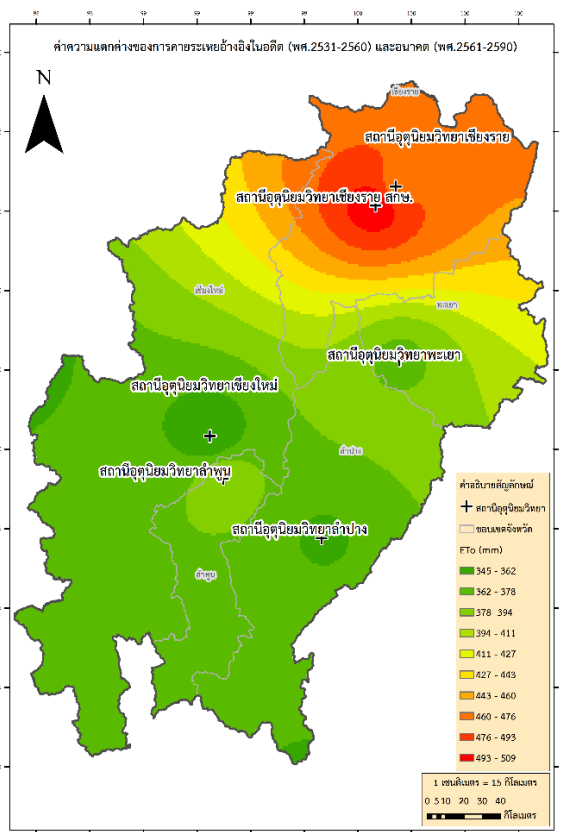 98 98 99 99 99 100 100 100 100
ค่าความแตกต่างของการคายระเหยอ้างอิงในอดีต (พศ.2531-2560) และอนาคต (พศ.2561-2590)
N
เชียงราย
สถานีอุตุนิยมวิทยาเชียงราย
สถานีอุตุนิยมวิทยาเชียงราย สกษ.
เชียงใหม่
พะเยา
สถานีอุตุนิยมวิทยาพะเยา
สถานีอุตุนิยมวิทยาเชียงใหม่
ลำปาง
สถานีอุตุนิยมวิทยาลำพูน
สถานีอุตุนิยมวิทยาลำปาง
ลำพูน
คำอธิบายสัญลักษณ์
สถานีอุตุนิยมวิทยา
ขอบเขตจังหวัด
ETo (mm)
345 - 362
362 - 378
378 394
394 - 411
411 - 427
427 - 443
443 - 460
460 - 476
476 - 493
493 - 509
1 เซนติเมตร = 15 กิโลเมตร
0 5 10 20 30 40
กิโลเมตร